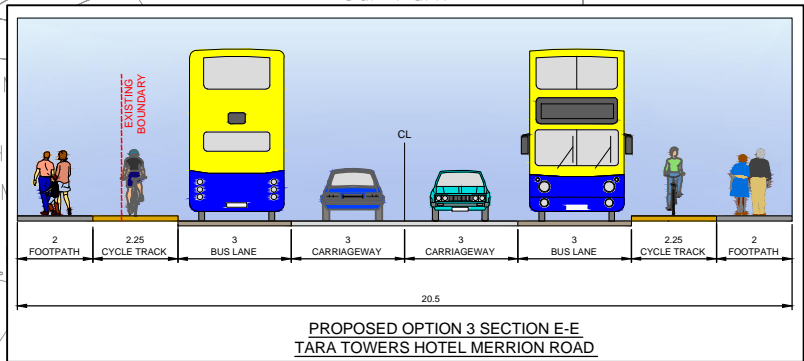 EXISTING
BOUNDARY
CL
2 2.25 3 3 3 3 2.25 2
FOOTPATH CYCLE TRACK BUS LANE CARRIAGEWAY CARRIAGEWAY BUS LANE CYCLE TRACK FOOTPATH
20.5
PROPOSED OPTION 3 SECTION E-E
TARA TOWERS HOTEL MERRION ROAD